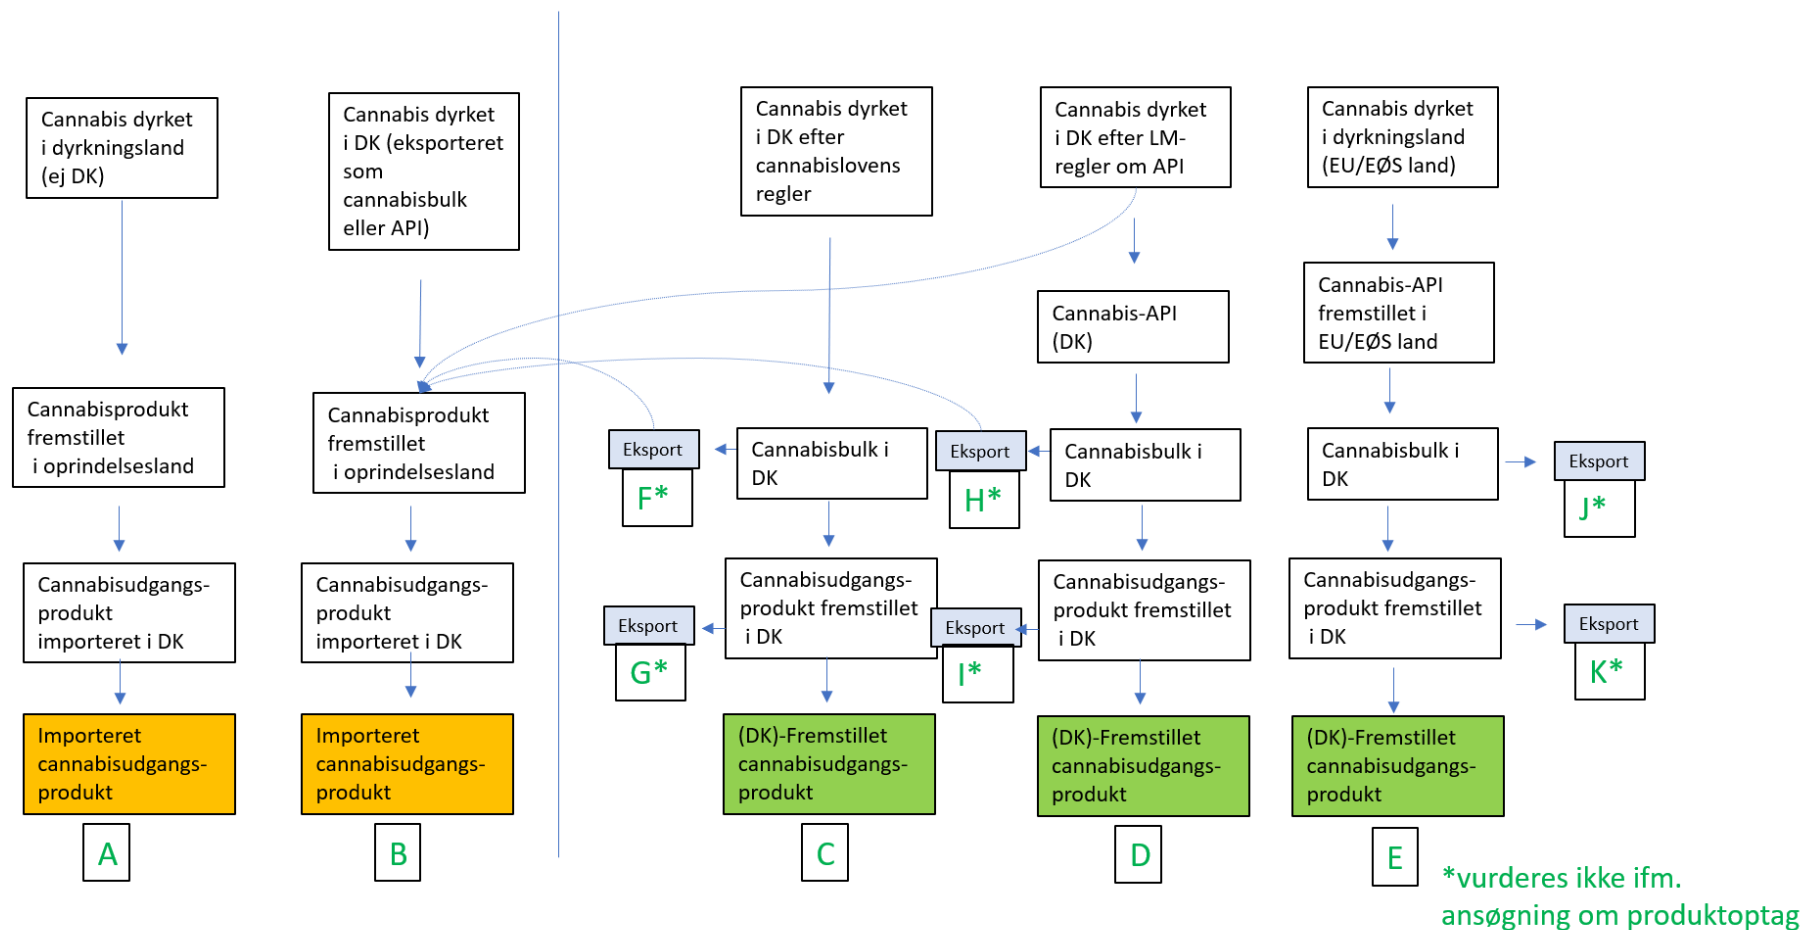 Cannabis dyrket
i dyrkningsland
(ej DK)
Cannabisprodukt
fremstillet
i oprindelsesland
Cannabisudgangs-
produkt
importeret i DK
Importeret
cannabisudgangs-
produkt
A
Cannabis dyrket
i DK (eksporteret
som
cannabisbulk
eller API)
Cannabisprodukt
fremstillet
i oprindelsesland
Cannabisudgangs-
produkt
importeret i DK
Importeret
cannabisudgangs-
produkt
B
Cannabis dyrket
i DK efter
cannabislovens
regler
Cannabisbulk i
DK
Eksport
F*
Cannabisudgangs-
produkt fremstillet
i DK
Eksport
G*
(DK)-Fremstillet
cannabisudgangs-
produkt
C
Cannabis dyrket
i DK efter LM-
regler om API
Cannabis-API
(DK)
Cannabisbulk i
DK
Eksport
H*
Cannabisudgangs-
produkt fremstillet
i DK
Eksport
I*
(DK)-Fremstillet
cannabisudgangs-
produkt
D
Cannabis dyrket
i dyrkningsland
(EU/EØS land)
Cannabis-API
fremstillet i
EU/EØS land
Cannabisbulk i
DK
Eksport
J*
Cannabisudgangs-
produkt fremstillet
i DK
Eksport
K*
(DK)-Fremstillet
cannabisudgangs-
produkt
E
*vurderes ikke ifm.
ansøgning om produktoptag